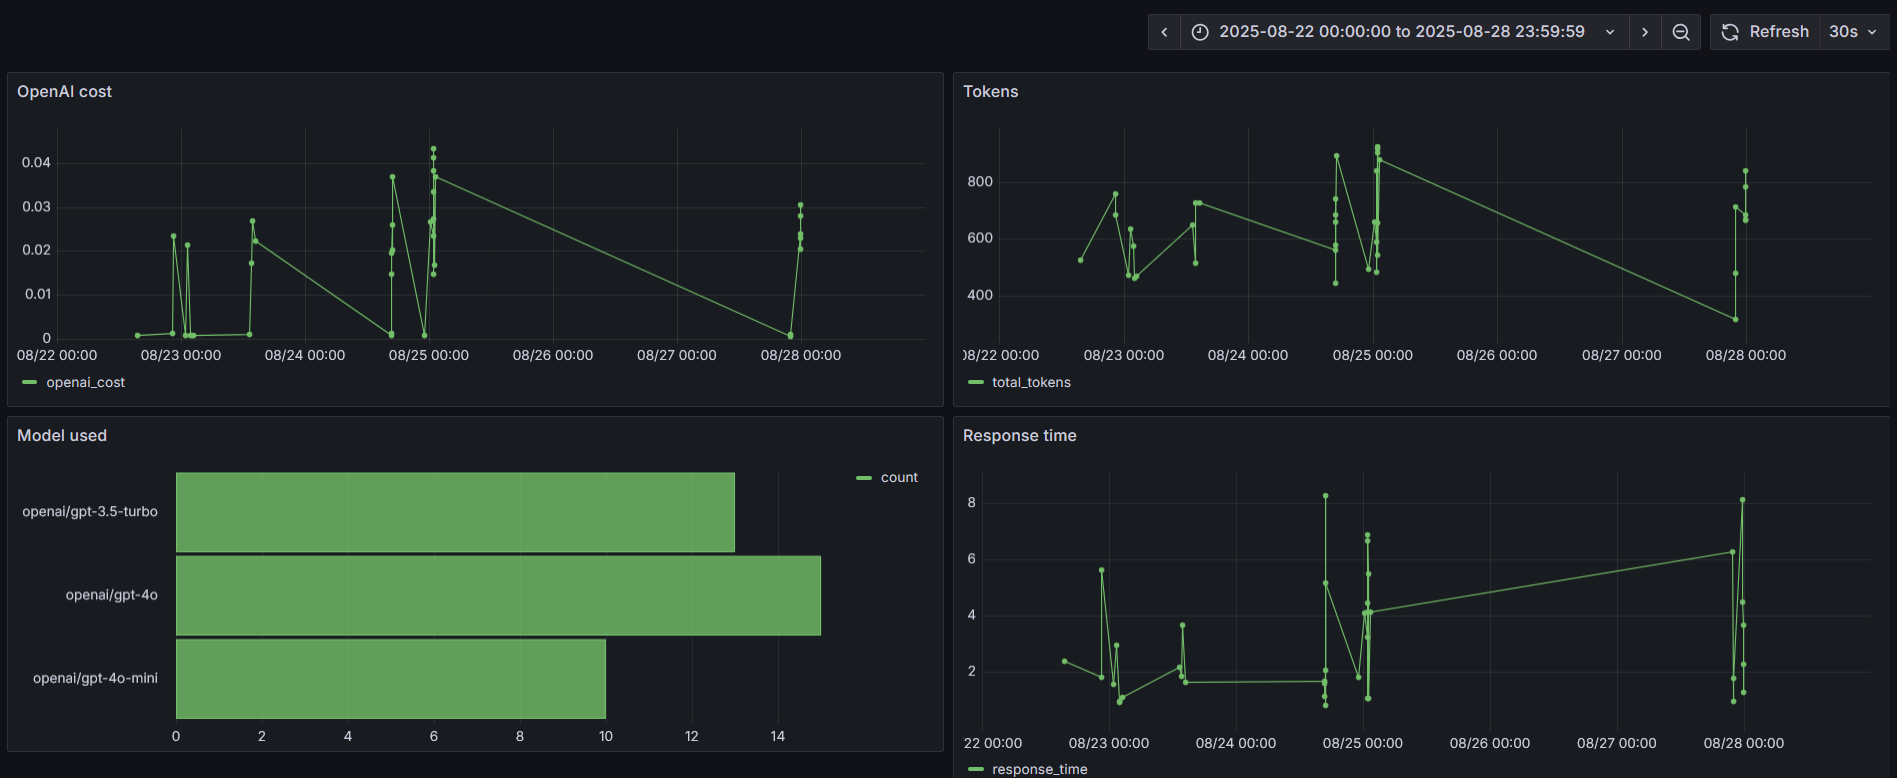 2025-08-22 00:00:00 to 2025-08-28 23:59:59
Refresh
30s
OpenAI cost
0.04
0.03
0.02
0.01
0
08/22 00:00
08/23 00:00
08/24 00:00
08/25 00:00
08/26 00:00
08/27 00:00
08/28 00:00
openai_cost
Tokens
800
600
400
)8/22 00:00
08/23 00:00
08/24 00:00
08/25 00:00
08/26 00:00
08/27 00:00
08/28 00:00
total_tokens
Model used
count
openai/gpt-3.5-turbo
openai/gpt-4o
openai/gpt-4o-mini
0
2
4
6
8
10
12
14
Response time
8
6
4
2
22 00:00
08/23 00:00
08/24 00:00
08/25 00:00
08/26 00:00
08/27 00:00
08/28 00:00
response_time